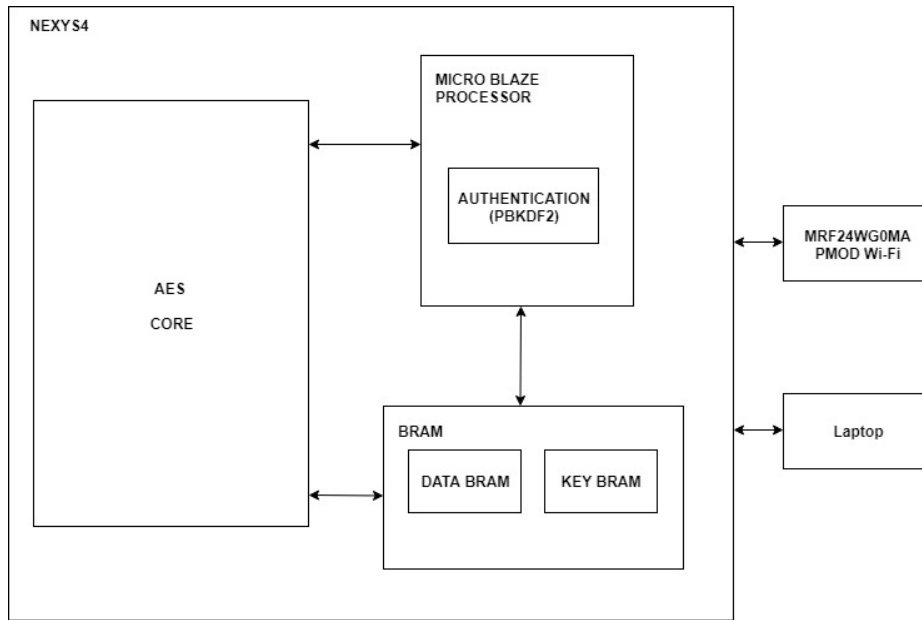 NEXYS4
MICRO BLAZE
PROCESSOR
AUTHENTICATION
(PBKDF2)
AES
CORE
MRF24WG0MA
PMOD Wi-Fi
BRAM
DATA BRAM
KEY BRAM
Laptop